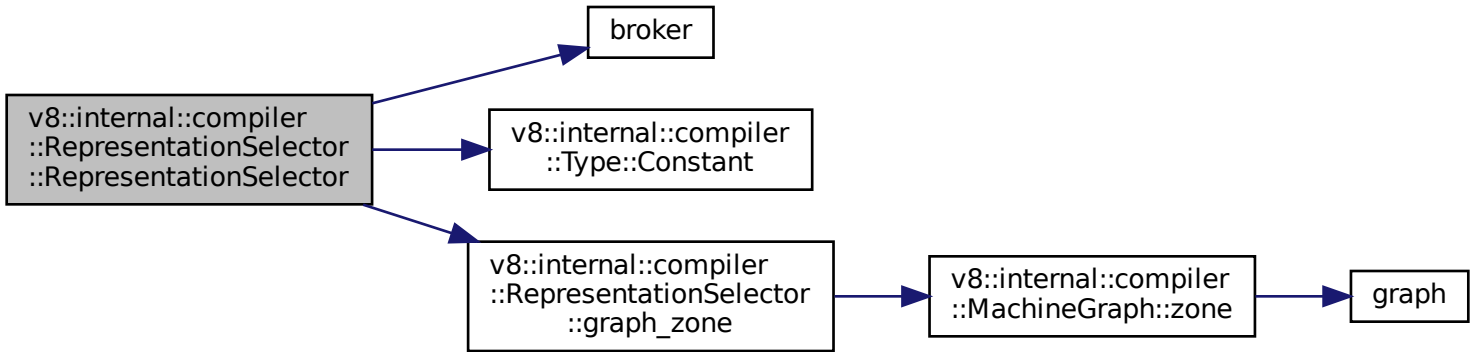 broker
v8::internal::compiler
::RepresentationSelector
::RepresentationSelector
v8::internal::compiler
::Type::Constant
v8::internal::compiler
::RepresentationSelector
::graph_zone
v8::internal::compiler
::MachineGraph::zone
graph